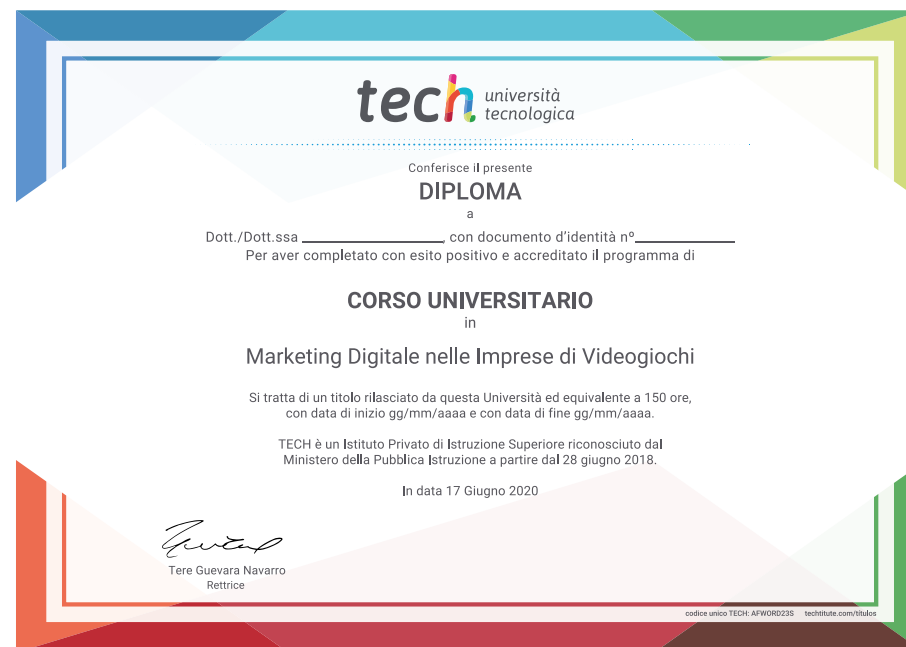 tech università
tecnologica
Conferisce il presente
DIPLOMA
a
Dott./Dott.ssa ____________________, con documento d'identità nº______________
Per aver completato con esito positivo e accreditato il programma di
CORSO UNIVERSITARIO
in
Marketing Digitale nelle Imprese di Videogiochi
Si tratta di un titolo rilasciato da questa Università ed equivalente a 150 ore,
con data di inizio gg/mm/aaaa e con data di fine gg/mm/aaaa.
TECH è un Istituto Privato di Istruzione Superiore riconosciuto dal
Ministero della Pubblica Istruzione a partire dal 28 giugno 2018.
In data 17 Giugno 2020
Tere Guevara Navarro
Rettrice
codice unico TECH: AFWORD23S techtitute.com/titulos